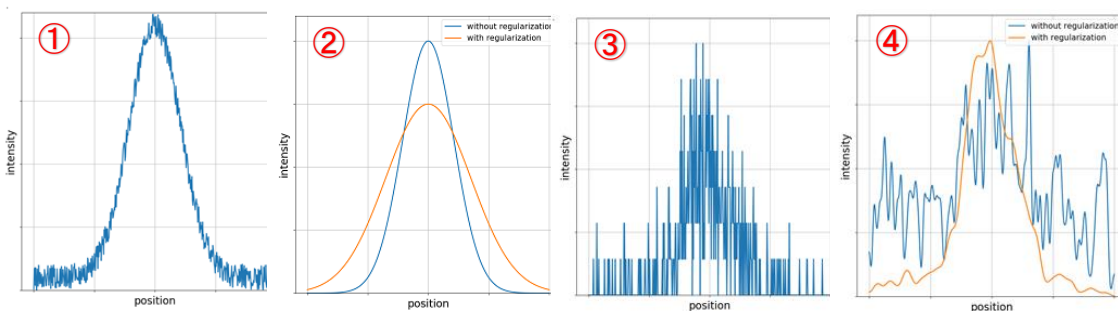 ①
intensity
position
②
without regularization
with regularization
intensity
position
③
intensity
position
④
without regularization
with regularization
intensity
position